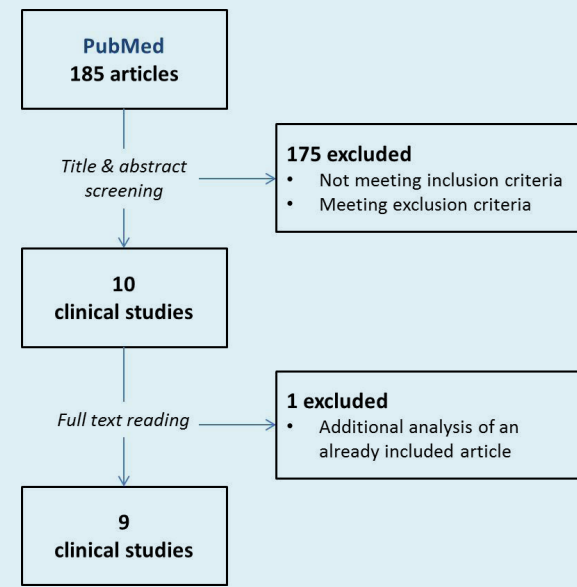 PubMed
185 articles
Title & abstract
screening
175 excluded
• Not meeting inclusion criteria
• Meeting exclusion criteria
10
clinical studies
Full text reading
1 excluded
• Additional analysis of an
already included article
9
clinical studies